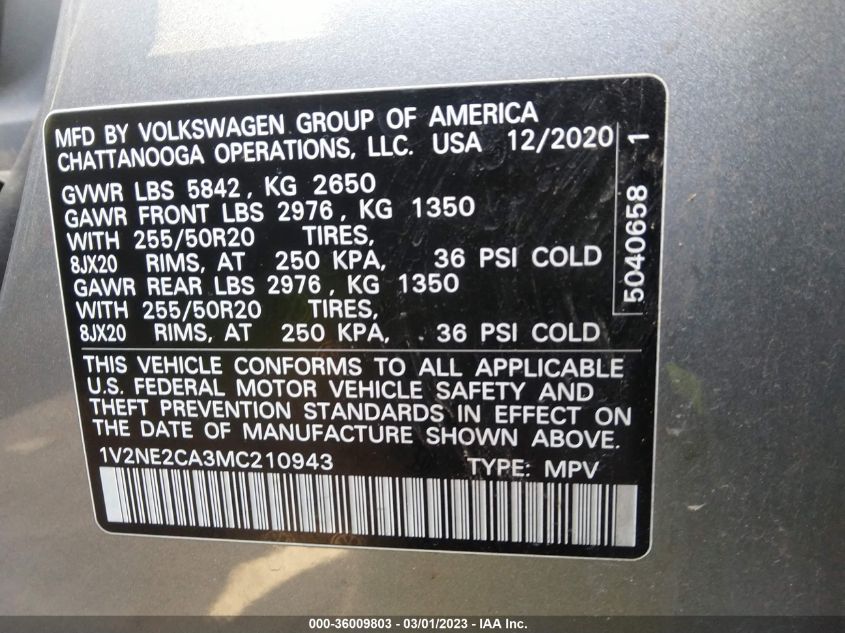 MFD BY VOLKSWAGEN GROUP OF AMERICA
CHATTANOOGA OPERATIONS, LLC. USA 12/2020
GVWR LBS 5842, KG 2650
GAWR FRONT LBS 2976, KG 1350
WITH 255/50R20 TIRES,
8JX20 RIMS, AT 250 KPA, 36 PSI COLD
GAWR REAR LBS 2976, KG 1350
WITH 255/50R20 TIRES,
8JX20 RIMS, AT 250 KPA, . 36 PSI COLD
5040658 1
THIS VEHICLE CONFORMS TO ALL APPLICABLE
U.S. FEDERAL MOTOR VEHICLE SAFETY AND
THEFT PREVENTION STANDARDS IN EFFECT ON
THE DATE OF MANUFACTURE SHOWN ABOVE.
1V2NE2CA3MC210943 TYPE: MPV
000-36009803 - 03/01/2023 - IAA Inc.